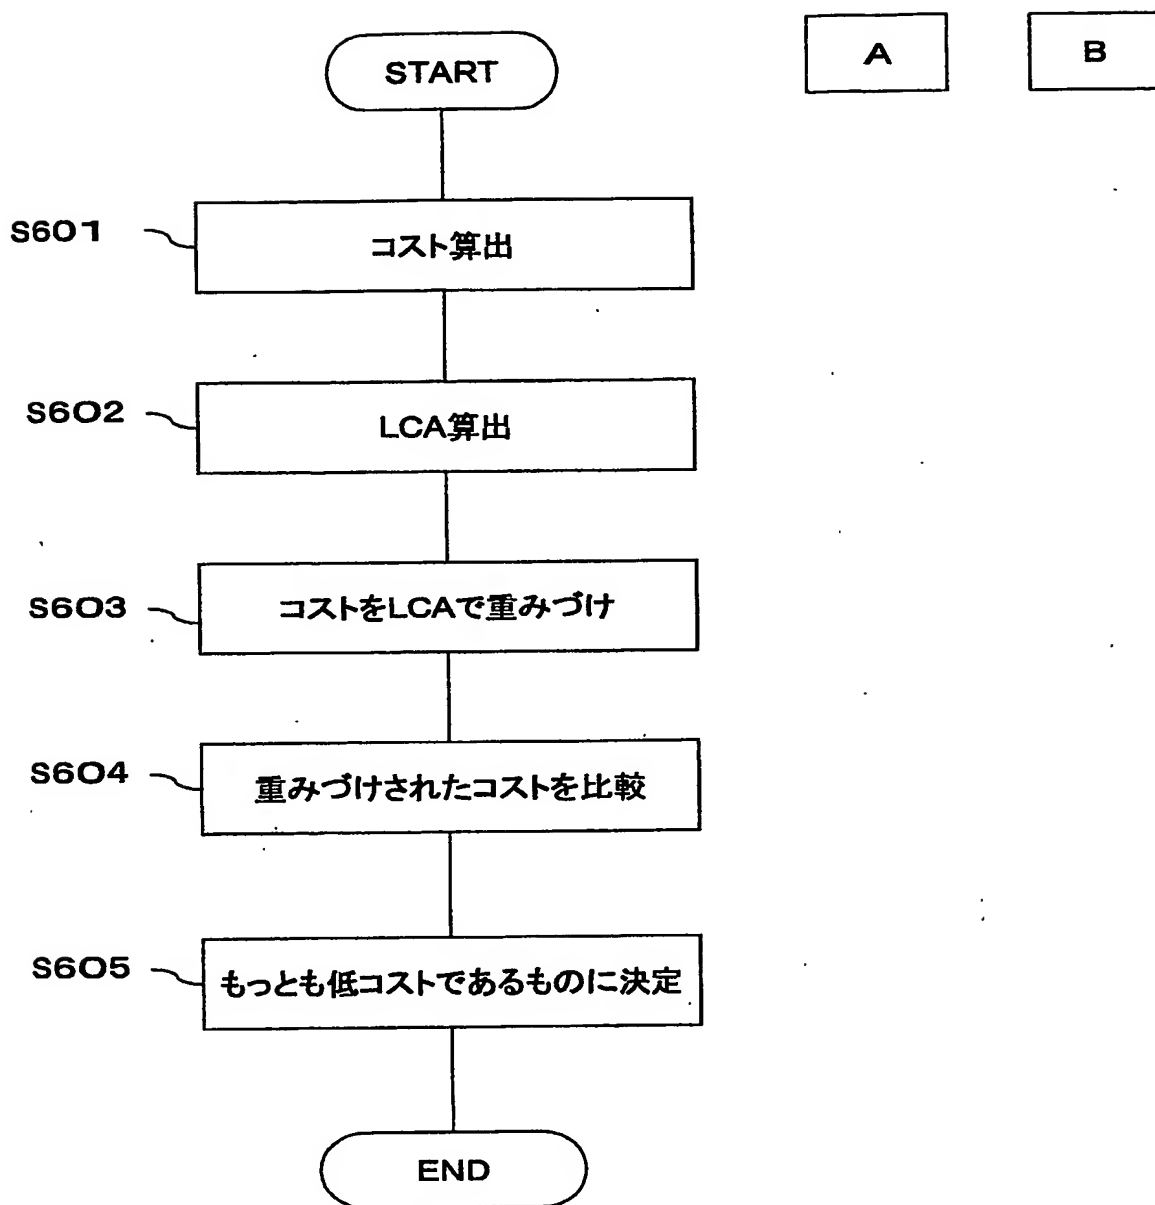 START
A
B
S601
コスト算出
S602
LCA算出
S603
コストをLCAで重みづけ
S604
重みづけされたコストを比較
S605
もっとも低コストであるものに決定
END